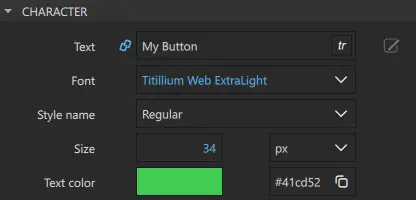 CHARACTER
Text My Button tr
Font Titillium Web ExtraLight
Style name Regular
Size 34 px
Text color #41cd52